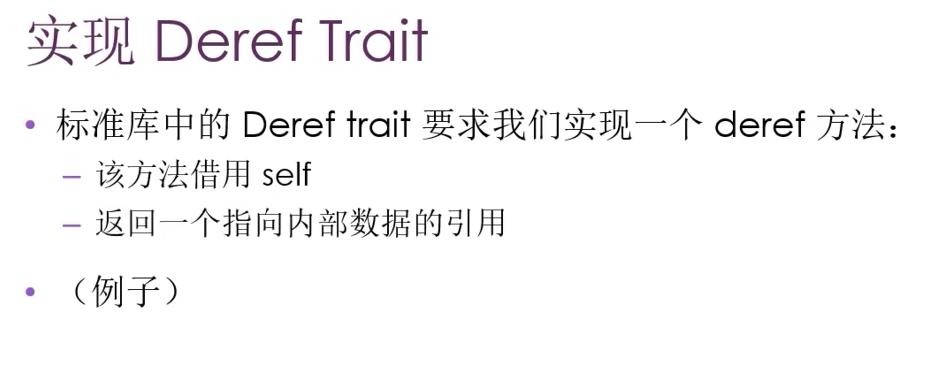 实现 Deref Trait
• 标准库中的 Deref trait 要求我们实现一个 deref 方法：
– 该方法借用 self
– 返回一个指向内部数据的引用
• （例子）